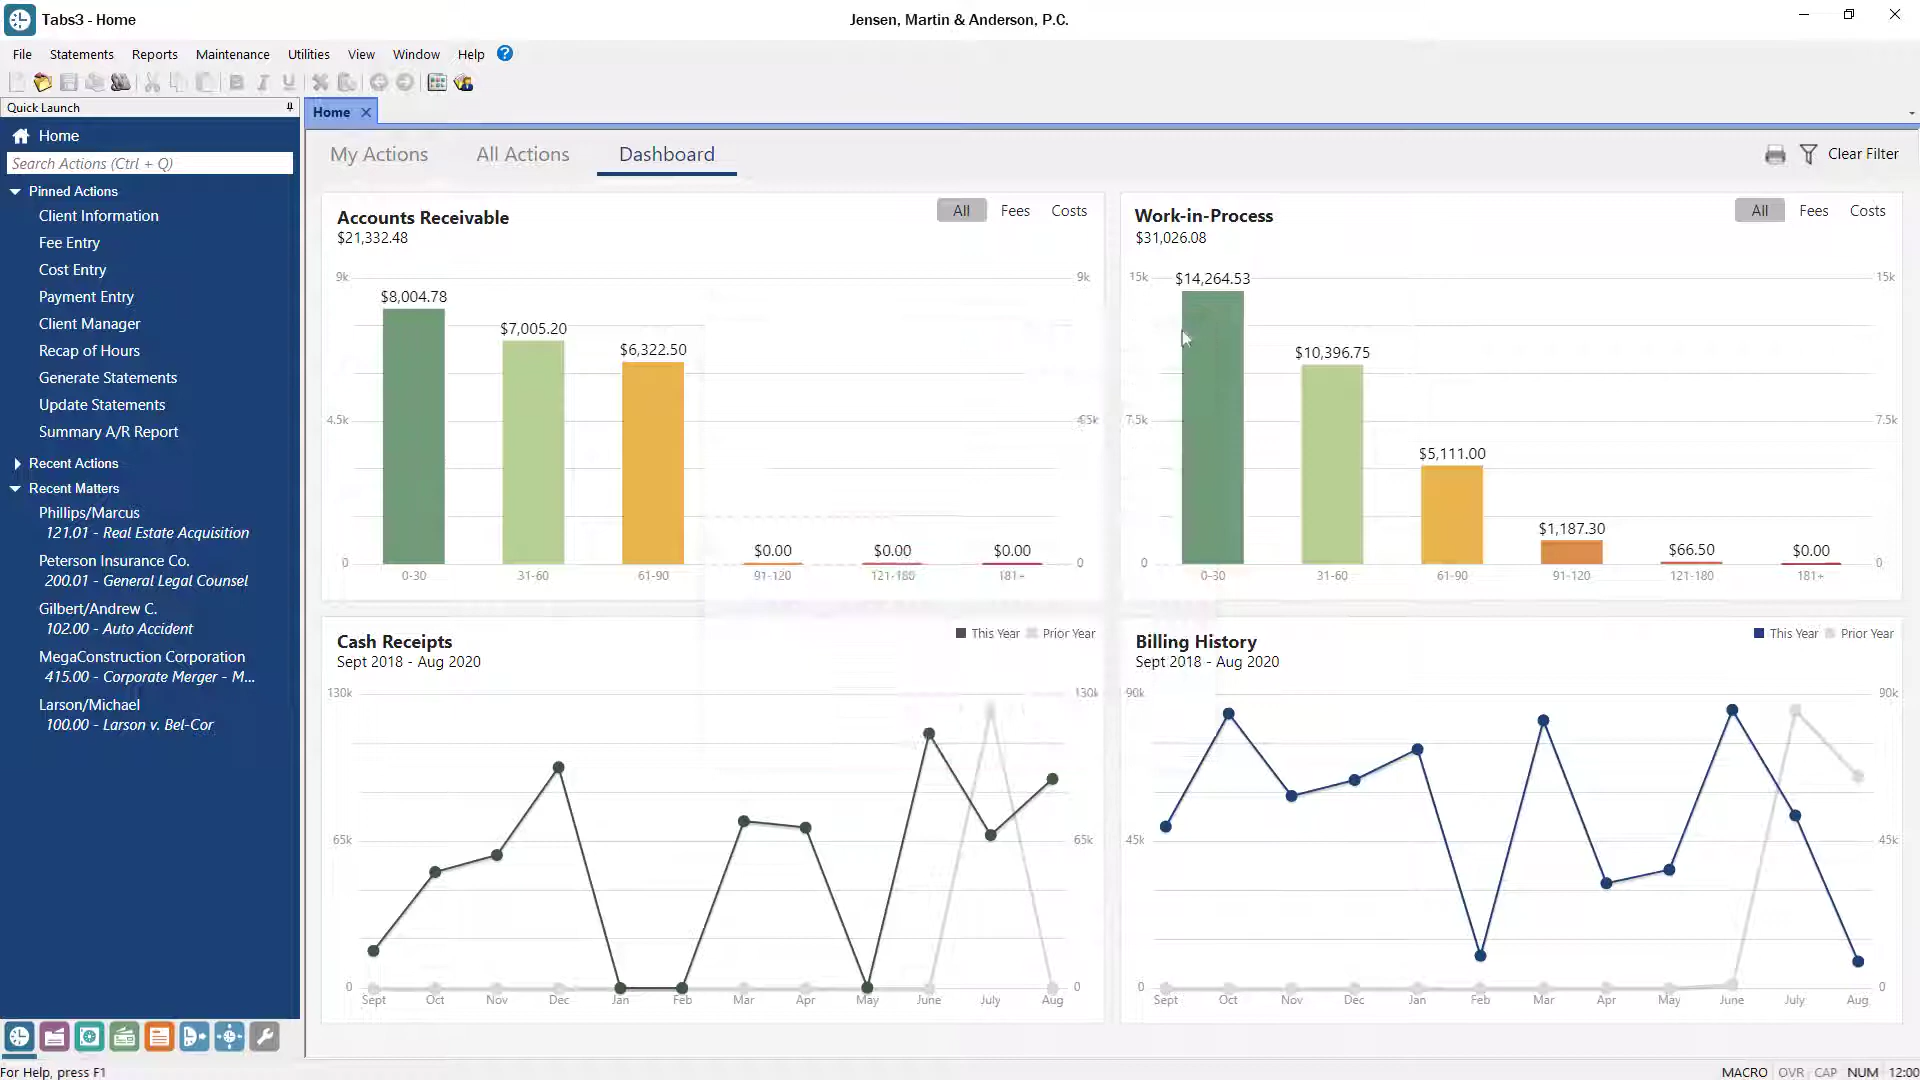 Tabs3 - Home
Jensen, Martin & Anderson, P.C.
File Statements Reports Maintenance Utilities View Window Help ?
B I U
Quick Launch
Home
Search Actions (Ctrl + Q)
Pinned Actions
Client Information
Fee Entry
Cost Entry
Payment Entry
Client Manager
Recap of Hours
Generate Statements
Update Statements
Summary A/R Report
Recent Actions
Recent Matters
Phillips/Marcus
121.01 - Real Estate Acquisition
Peterson Insurance Co.
200.01 - General Legal Counsel
Gilbert/Andrew C.
102.00 - Auto Accident
MegaConstruction Corporation
415.00 - Corporate Merger - M...
Larson/Michael
100.00 - Larson v. Bel-Cor
Home
My Actions All Actions Dashboard
Clear Filter
Accounts Receivable
All Fees Costs
$21,332.48
9k 9k
$8,004.78
$7,005.20
$6,322.50
4.5k
$0.00 $0.00 $0.00
0 0
0-30 31-60 61-90 91-120 121-180 181+
Work-in-Process
All Fees Costs
$31,026.08
15k 15k
$14,264.53
$10,396.75
7.5k 7.5k
$5,111.00
$1,187.30
$66.50
$0.00
0 0
0-30 31-60 61-90 91-120 121-180 181+
Cash Receipts
This Year Prior Year
Sept 2018 - Aug 2020
130k 130k
65k 65k
0 0
Sept Oct Nov Dec Jan Feb Mar Apr May June July Aug
Billing History
This Year Prior Year
Sept 2018 - Aug 2020
90k 90k
45k 45k
0 0
Sept Oct Nov Dec Jan Feb Mar Apr May June July Aug
For Help, press F1
MACRO OVR CAP NUM 12:00